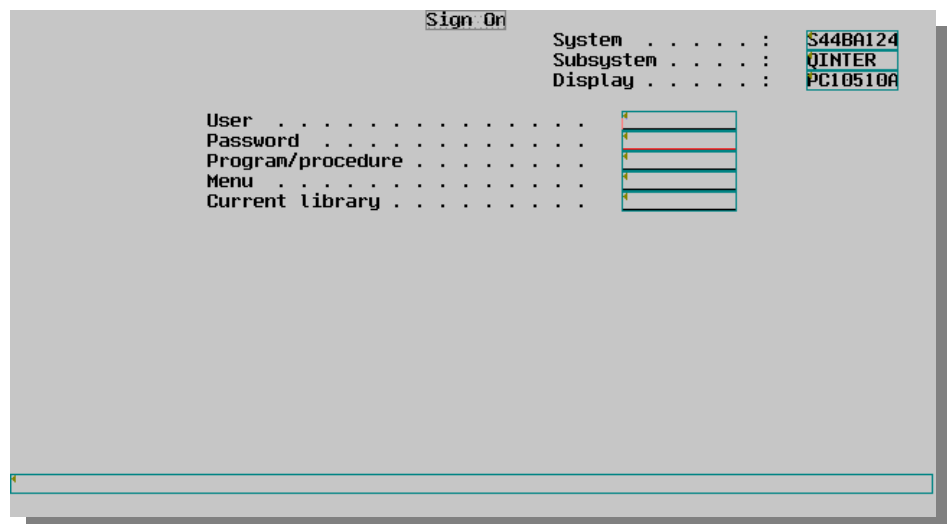 Sign On
System . . . . . : S44BA124
Subsystem . . . . : QINTER
Display . . . . . : PC10510A
User . . . . . . . . . . . . . .
Password . . . . . . . . . . . .
Program/procedure . . . . . . . .
Menu . . . . . . . . . . . . . .
Current library . . . . . . . . .